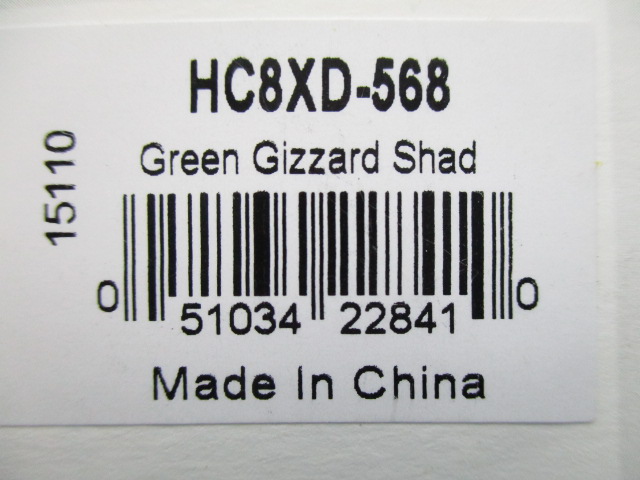 HC8XD-568
15110
Green Gizzard Shad
0 51034 22841 0
Made In China